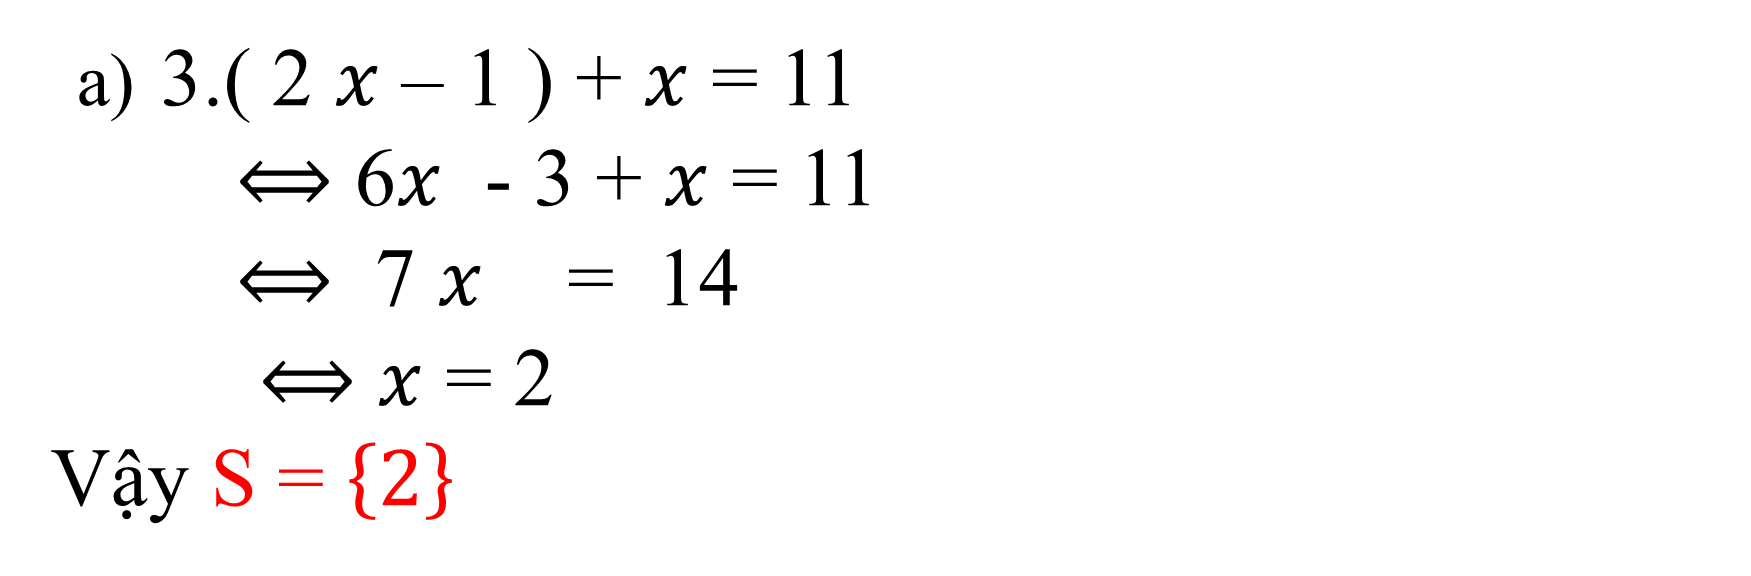 a) 3.( 2 x – 1 ) + x = 11
⟺ 6x - 3 + x = 11
⟺ 7 x = 14
⟺ x = 2
Vậy S = {2}